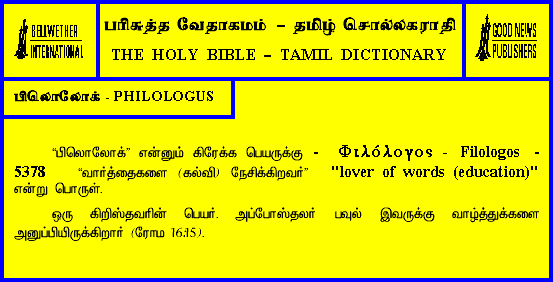 BELLWETHER
INTERNATIONAL
பரிசுத்த வேதாகமம் – தமிழ் சொல்லகராதி
THE HOLY BIBLE – TAMIL DICTIONARY
GOOD NEWS
PUBLISHERS
பிலொலோக் - PHILOLOGUS
“பிலொலோக்” என்னும் கிரேக்க பெயருக்கு - Φιλόλογος - Filologos -
5378 “வார்த்தைகளை (கல்வி) நேசிக்கிறவர்” "lover of words (education)"
என்று பொருள்.
ஒரு கிறிஸ்தவரின் பெயர். அப்போஸ்தலர் பவுல் இவருக்கு வாழ்த்துக்களை
அனுப்பியிருக்கிறார் (ரோம 16:15).